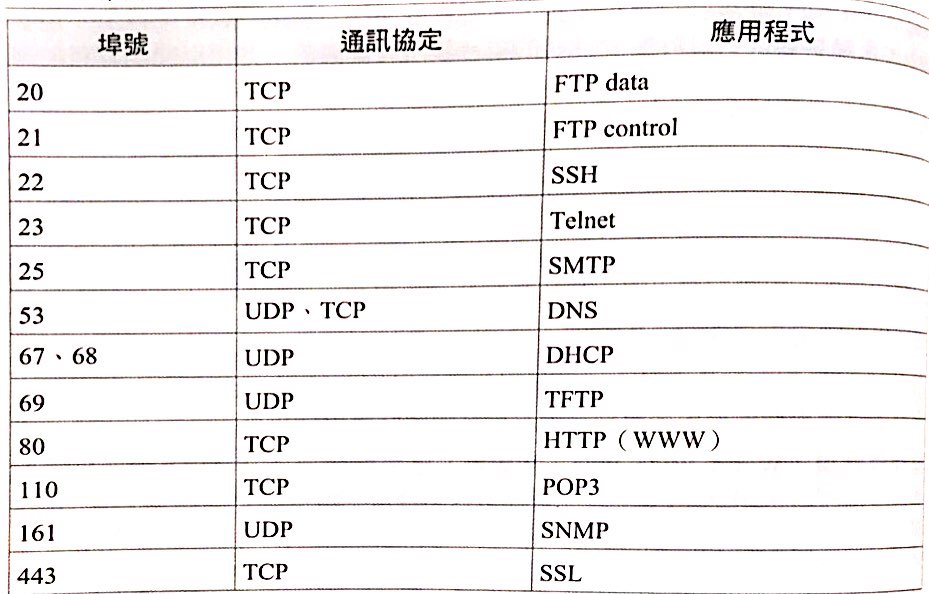 埠號 通訊協定 應用程式
20 TCP FTP data
21 TCP FTP control
22 TCP SSH
23 TCP Telnet
25 TCP SMTP
53 UDP、TCP DNS
67、68 UDP DHCP
69 UDP TFTP
80 TCP HTTP（WWW）
110 TCP POP3
161 UDP SNMP
443 TCP SSL